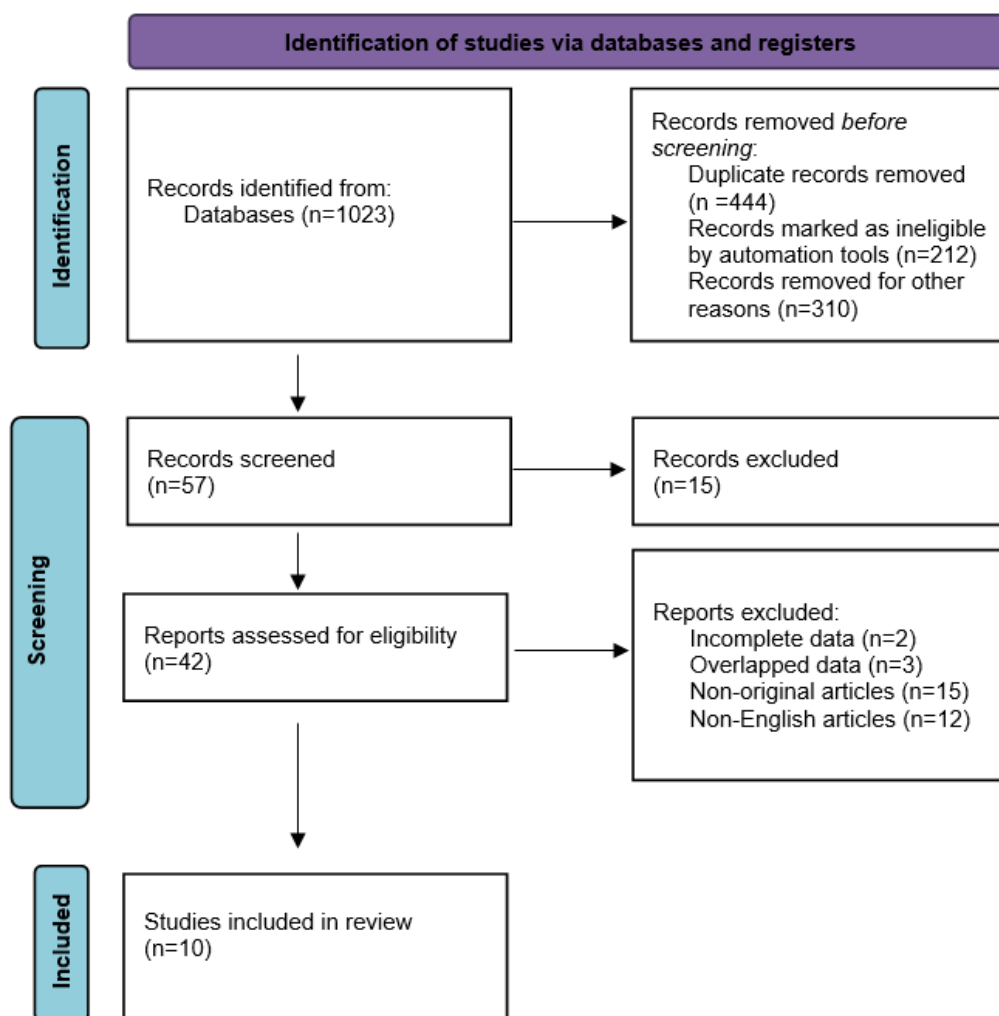 Identification of studies via databases and registers
Identification
Records identified from:
Databases (n=1023)
Records removed before
screening:
Duplicate records removed
(n =444)
Records marked as ineligible
by automation tools (n=212)
Records removed for other
reasons (n=310)
Screening
Records screened
(n=57)
Records excluded
(n=15)
Reports assessed for eligibility
(n=42)
Reports excluded:
Incomplete data (n=2)
Overlapped data (n=3)
Non-original articles (n=15)
Non-English articles (n=12)
Included
Studies included in review
(n=10)